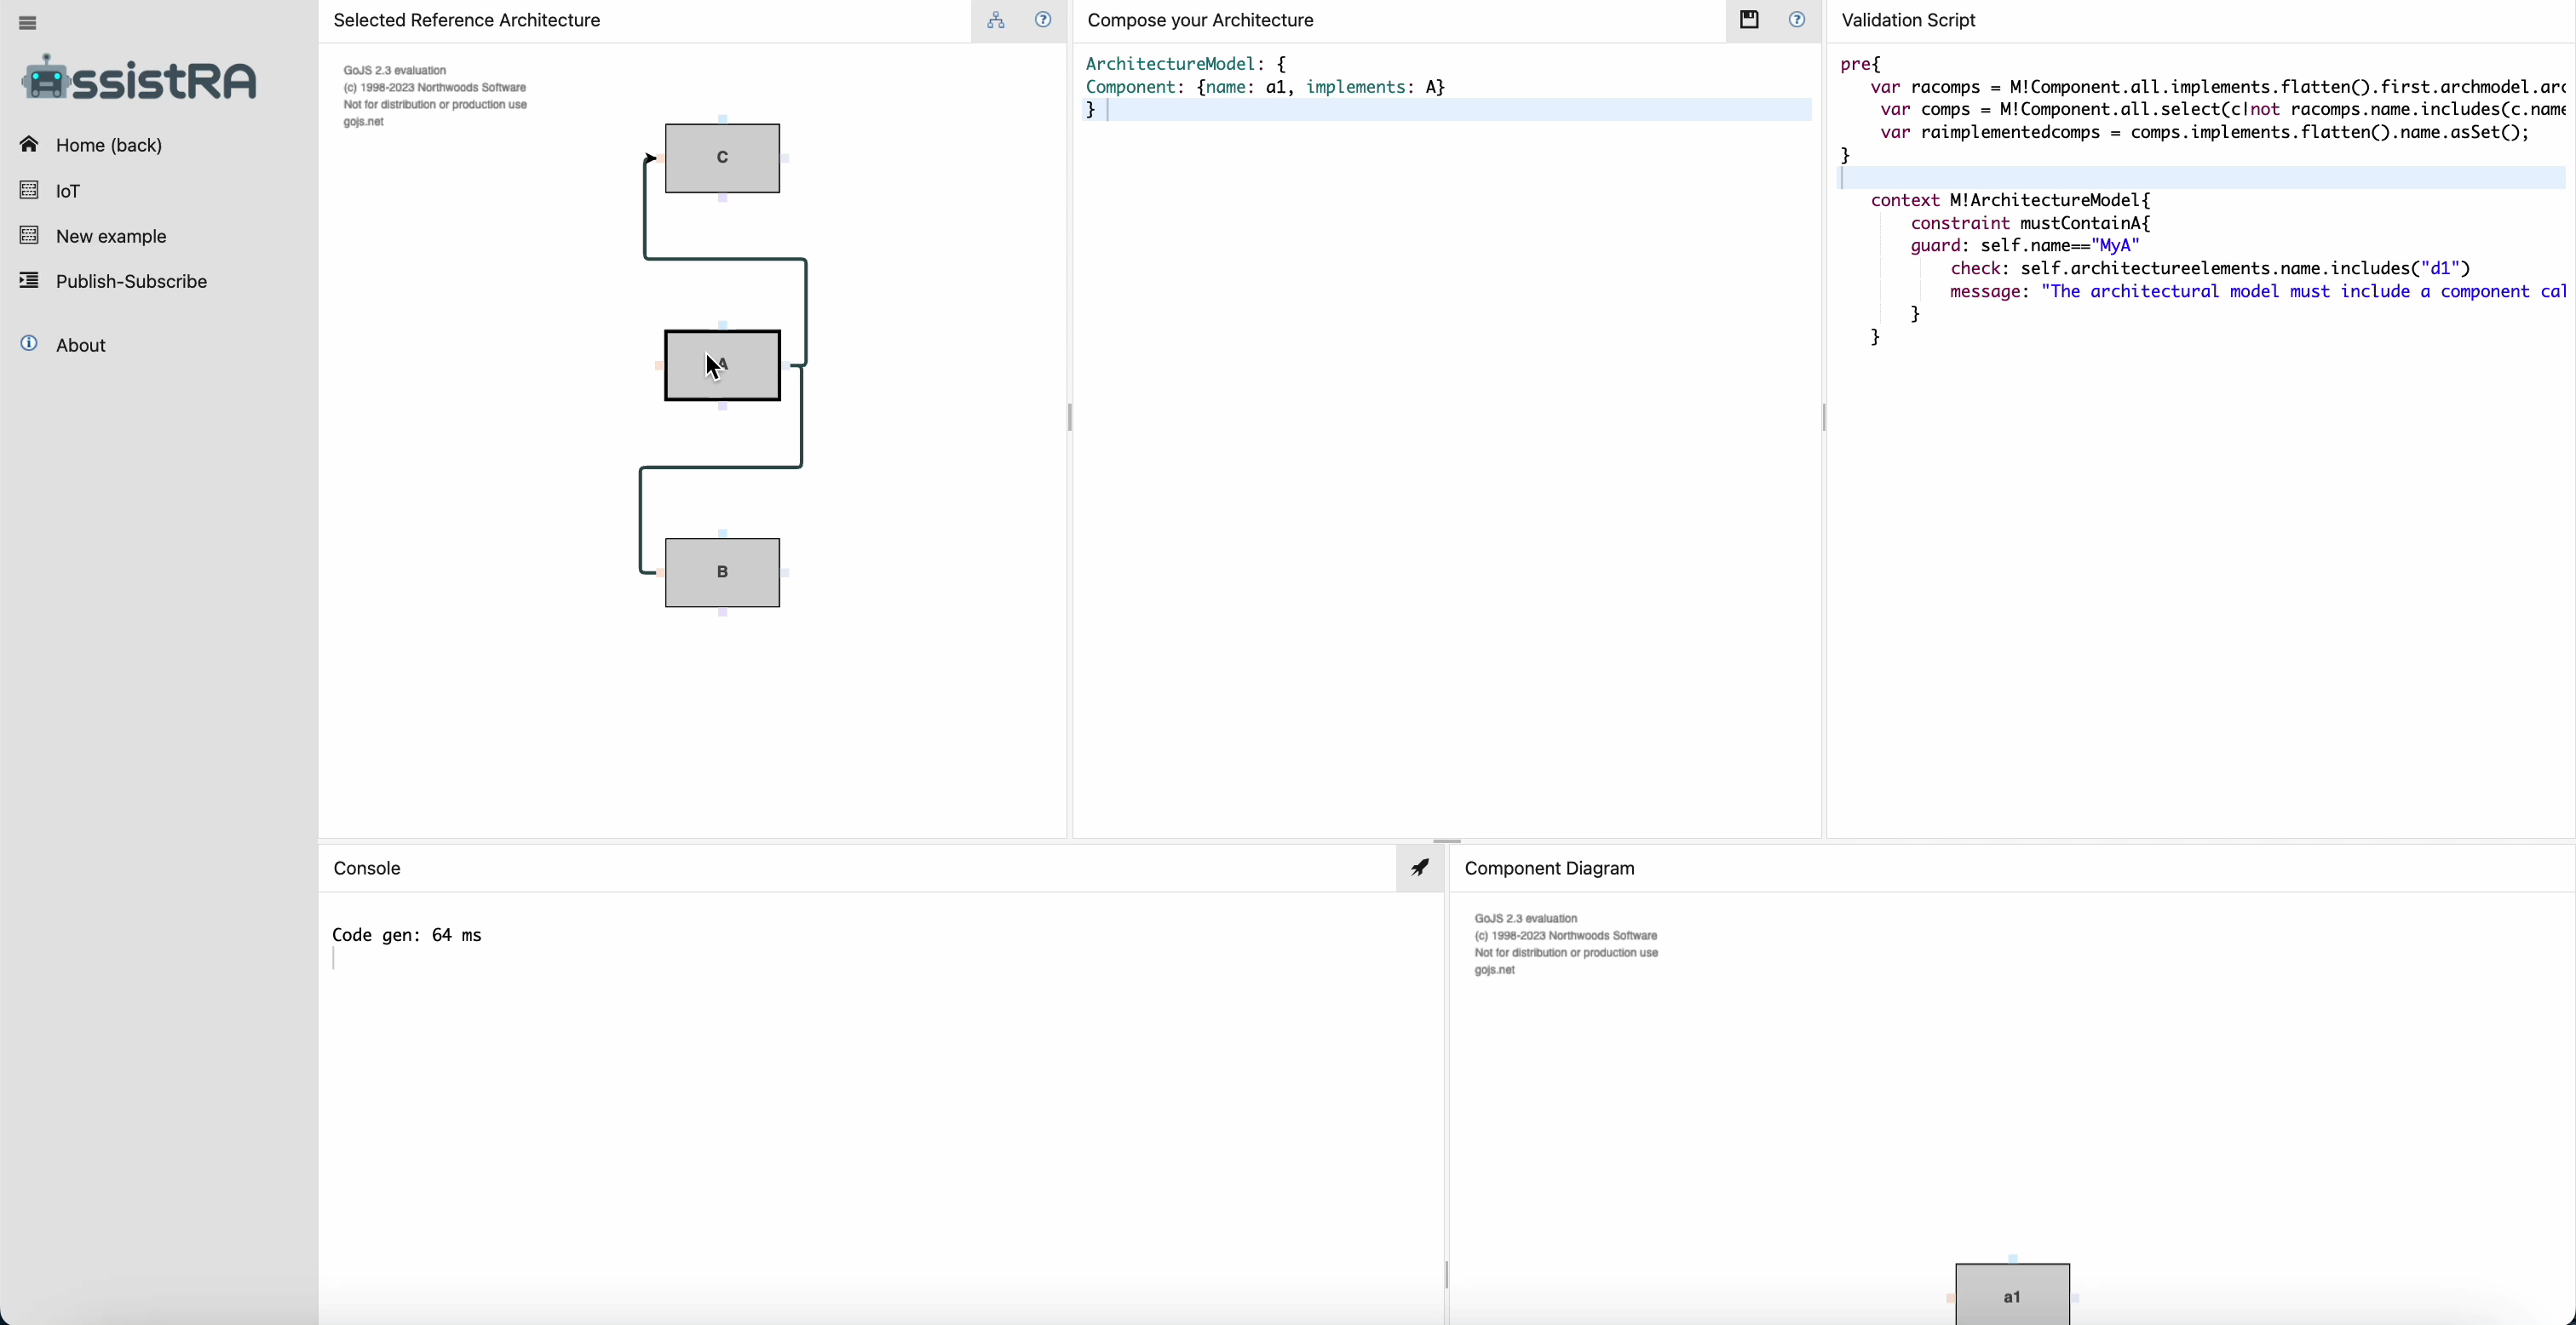 ssistRA
Home (back)
IoT
New example
Publish-Subscribe
About
Selected Reference Architecture
GoJS 2.3 evaluation
(c) 1998-2023 Northwoods Software
Not for distribution or production use
gojs.net
C
A
B
Compose your Architecture
ArchitectureModel: {
Component: {name: a1, implements: A}
}
Validation Script
pre{
var racomps = M!Component.all.implements.flatten().first.archmodel.arc
var comps = M!Component.all.select(c|not racomps.name.includes(c.name
var raimplementedcomps = comps.implements.flatten().name.asSet();
}
context M!ArchitectureModel{
constraint mustContainA{
guard: self.name=="MyA"
check: self.architectureelements.name.includes("d1")
message: "The architectural model must include a component cal
}
}
Console
Code gen: 64 ms
Component Diagram
GoJS 2.3 evaluation
(c) 1998-2023 Northwoods Software
Not for distribution or production use
gojs.net
a1